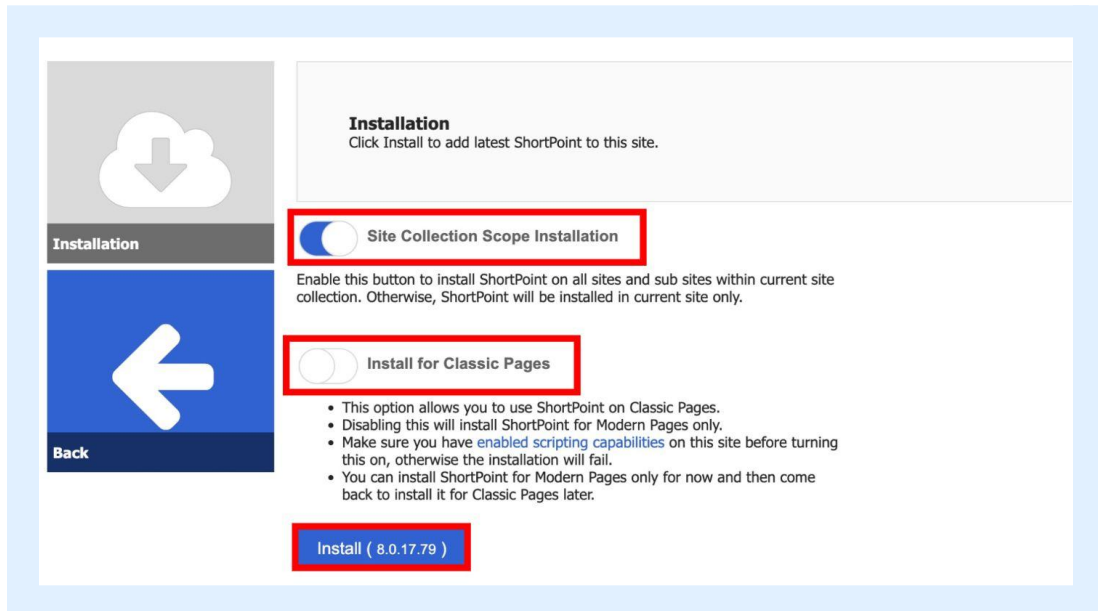 Installation
Click Install to add latest ShortPoint to this site.
Installation
Site Collection Scope Installation
Enable this button to install ShortPoint on all sites and sub sites within current site
collection. Otherwise, ShortPoint will be installed in current site only.
Install for Classic Pages
• This option allows you to use ShortPoint on Classic Pages.
• Disabling this will install ShortPoint for Modern Pages only.
• Make sure you have enabled scripting capabilities on this site before turning
this on, otherwise the installation will fail.
• You can install ShortPoint for Modern Pages only for now and then come
back to install it for Classic Pages later.
Back
Install ( 8.0.17.79 )